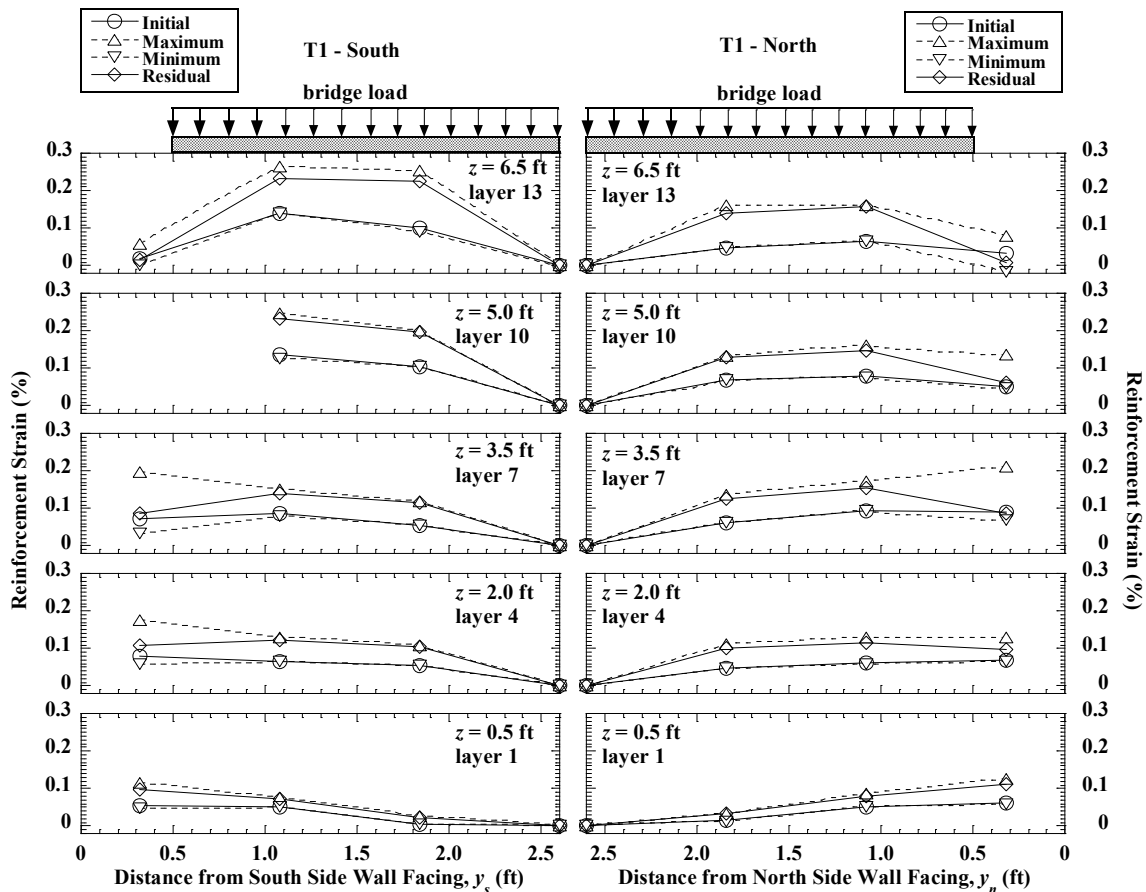 Initial
Maximum
Minimum
Residual
T1 - South
bridge load
T1 - North
bridge load
Initial
Maximum
Minimum
Residual
Reinforcement Strain (%)
0.3
0.2
0.1
0
z = 6.5 ft
layer 13
z = 6.5 ft
layer 13
0.3
0.2
0.1
0
0.3
0.2
0.1
0
z = 5.0 ft
layer 10
z = 5.0 ft
layer 10
0.3
0.2
0.1
0
0.3
0.2
0.1
0
z = 3.5 ft
layer 7
z = 3.5 ft
layer 7
0.3
0.2
0.1
0
0.3
0.2
0.1
0
z = 2.0 ft
layer 4
z = 2.0 ft
layer 4
0.3
0.2
0.1
0
0.3
0.2
0.1
0
z = 0.5 ft
layer 1
z = 0.5 ft
layer 1
0.3
0.2
0.1
0
Reinforcement Strain (%)
0 0.5 1.0 1.5 2.0 2.5
2.5 2.0 1.5 1.0 0.5 0
Distance from South Side Wall Facing, y_s (ft)
Distance from North Side Wall Facing, y_n (ft)